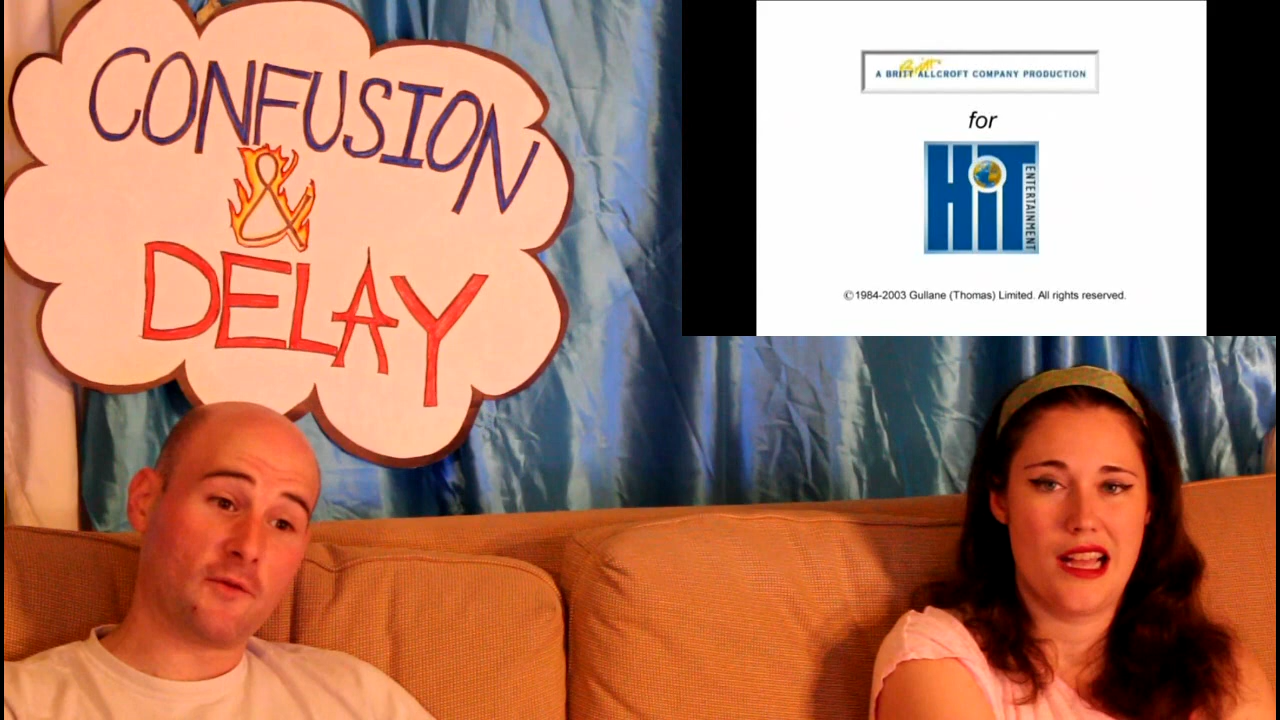 CONFUSION
&
DELAY
A BRITT ALLCROFT COMPANY PRODUCTION
for
HiT
ENTERTAINMENT
©1984-2003 Gullane (Thomas) Limited. All rights reserved.